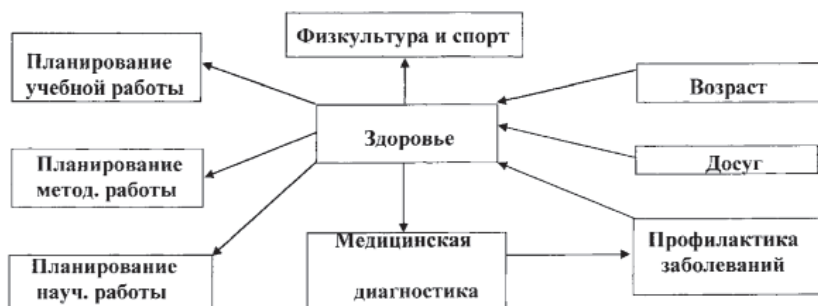 Физкультура и спорт
Планирование
учебной работы
Возраст
Здоровье
Планирование
метод. работы
Досуг
Медицинская
диагностика
Профилактика
заболеваний
Планирование
науч. работы